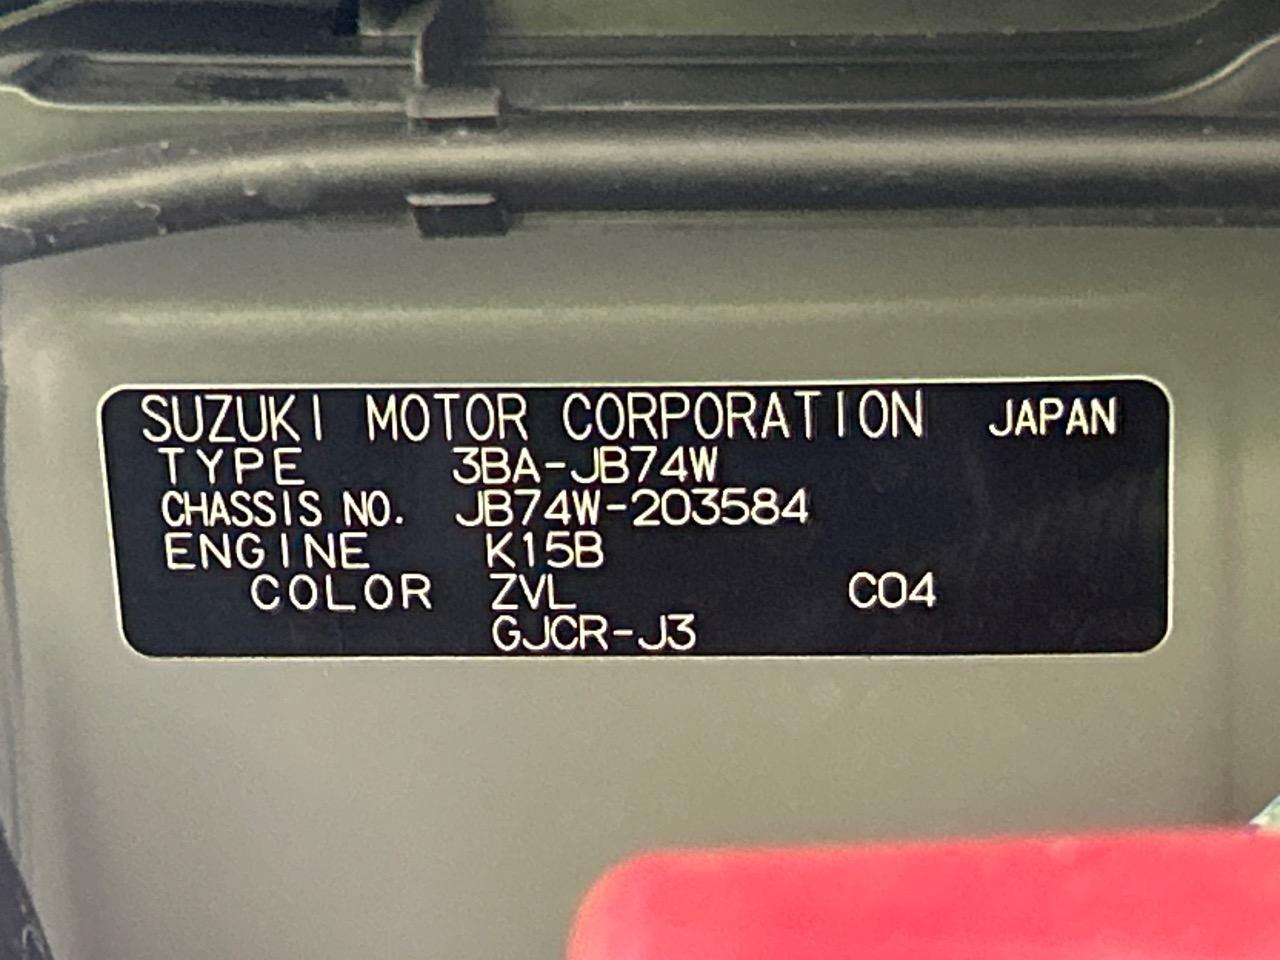 SUZUKI MOTOR CORPORATION JAPAN
TYPE 3BA-JB74W
CHASSIS NO. JB74W-203584
ENGINE K15B
COLOR ZVL C04
GJCR-J3